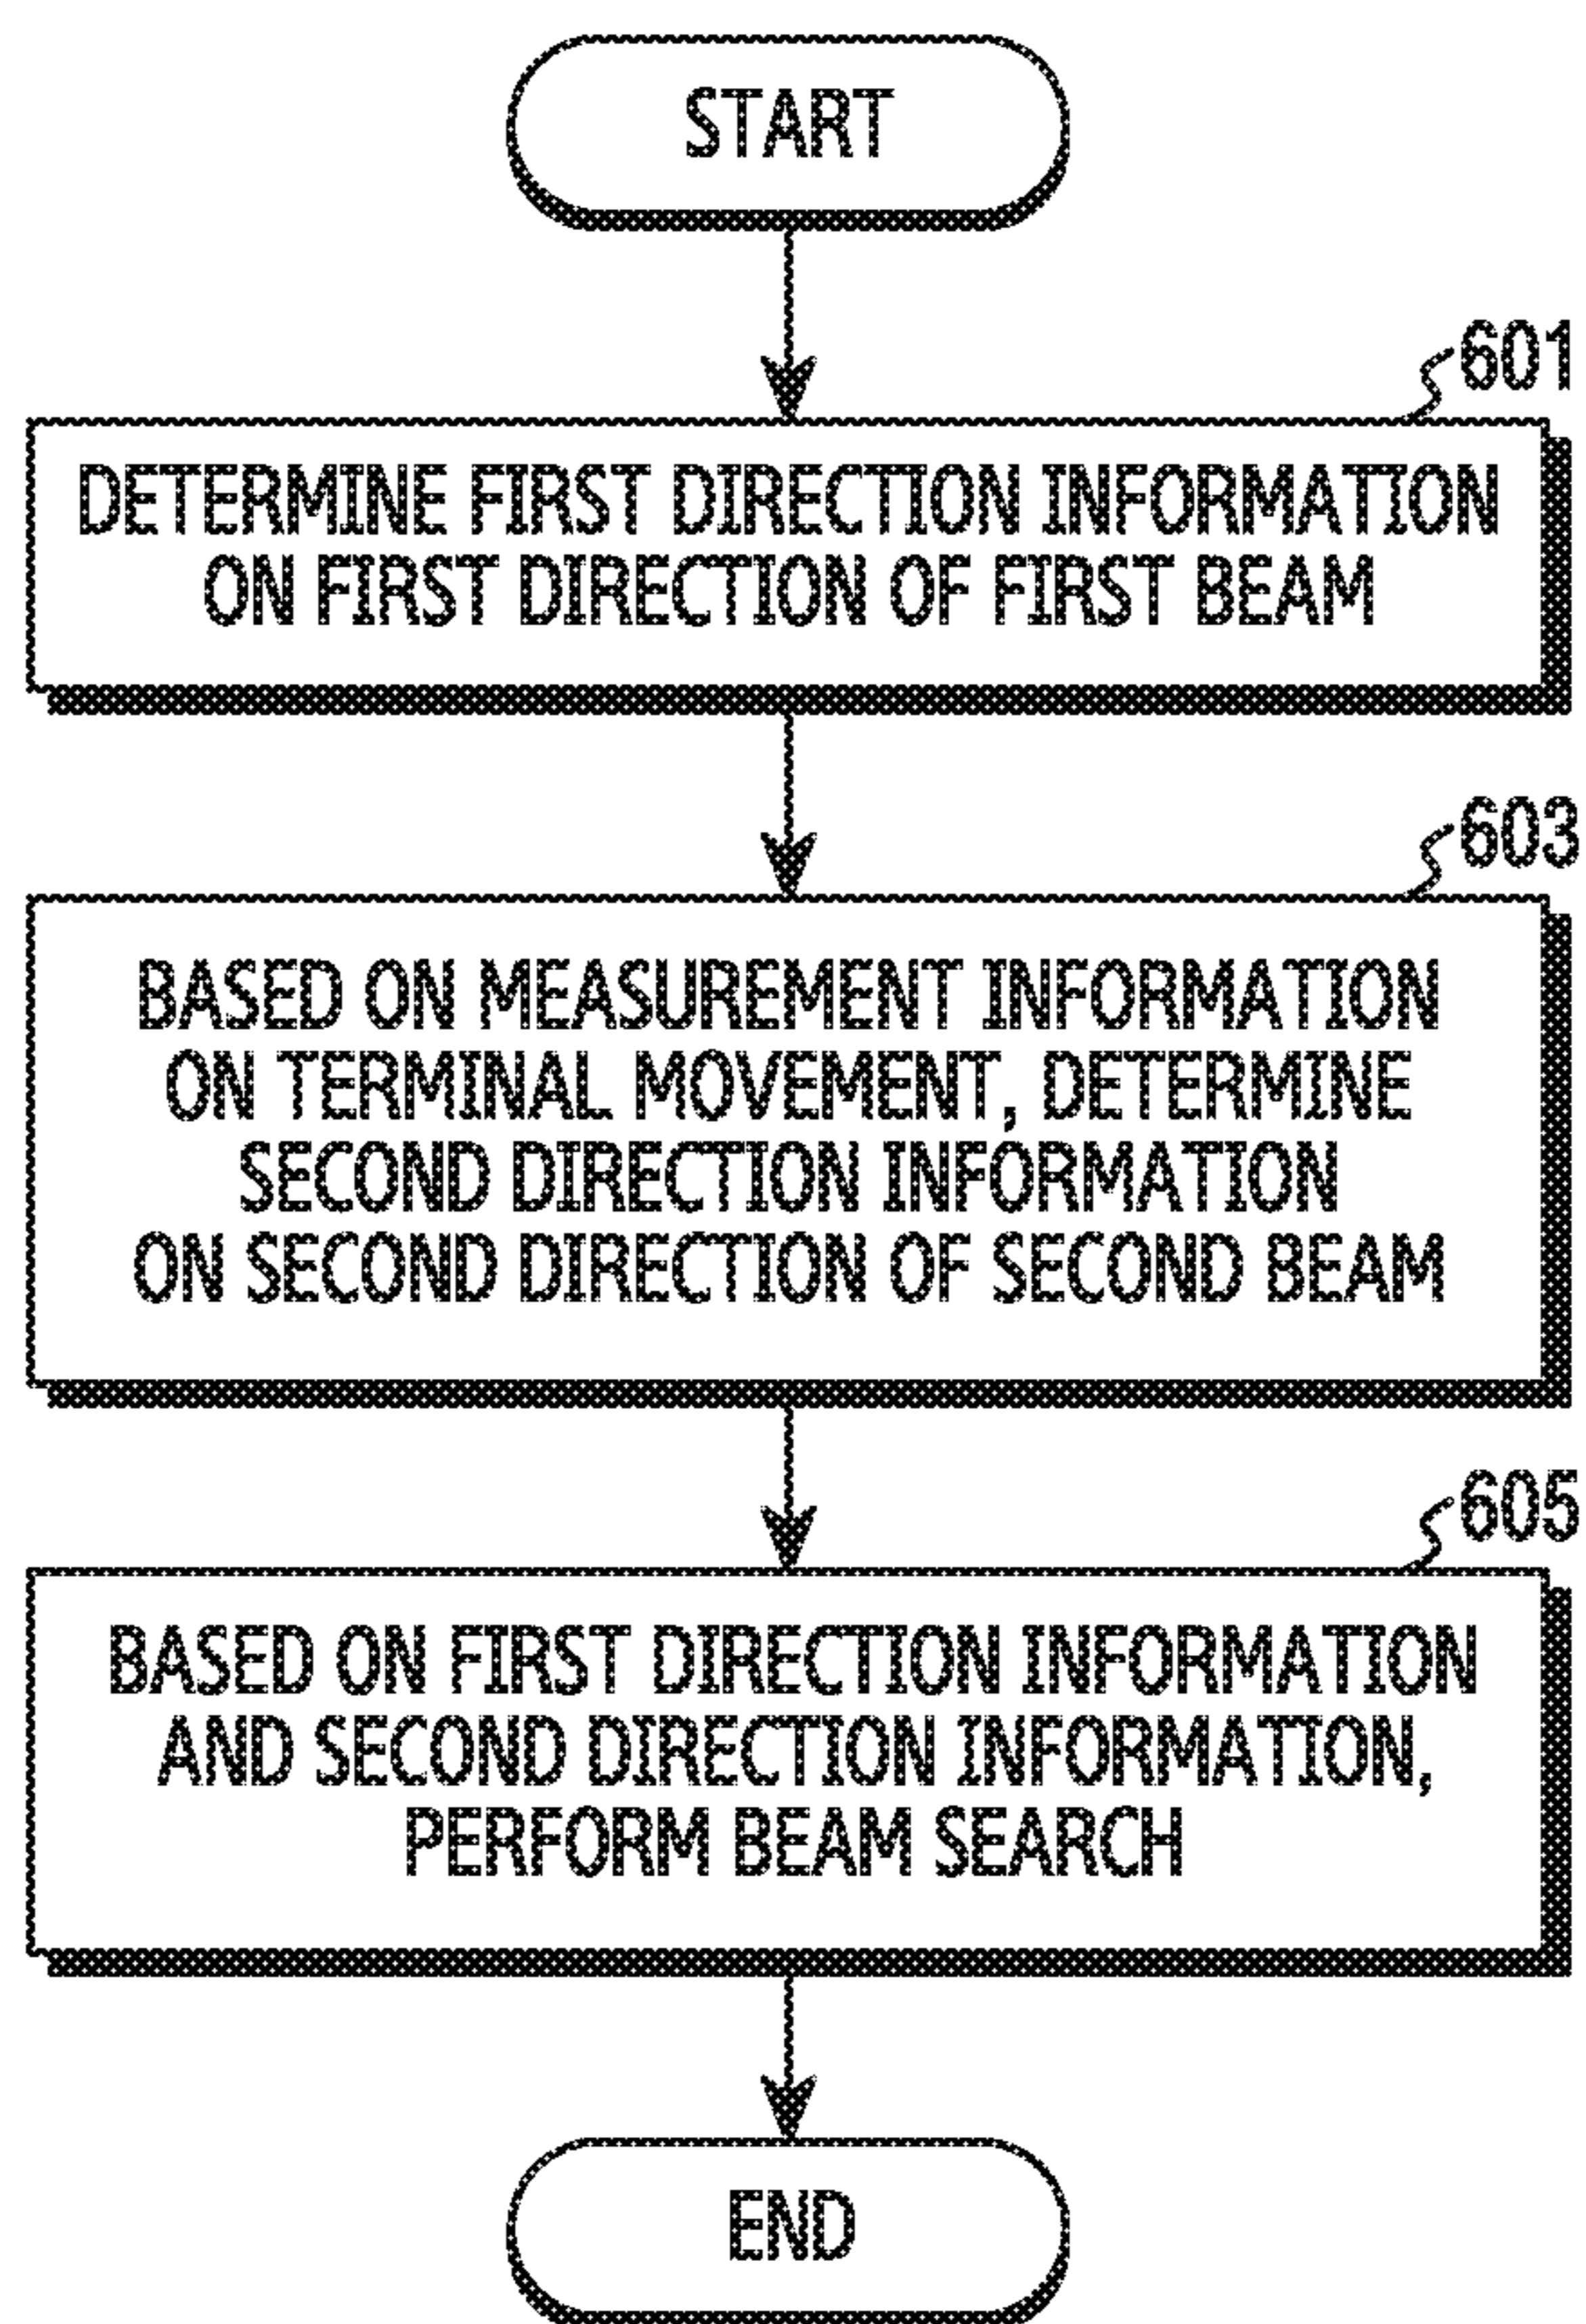 START
601
DETERMINE FIRST DIRECTION INFORMATION
ON FIRST DIRECTION OF FIRST BEAM
603
BASED ON MEASUREMENT INFORMATION
ON TERMINAL MOVEMENT, DETERMINE
SECOND DIRECTION INFORMATION
ON SECOND DIRECTION OF SECOND BEAM
605
BASED ON FIRST DIRECTION INFORMATION
AND SECOND DIRECTION INFORMATION,
PERFORM BEAM SEARCH
END